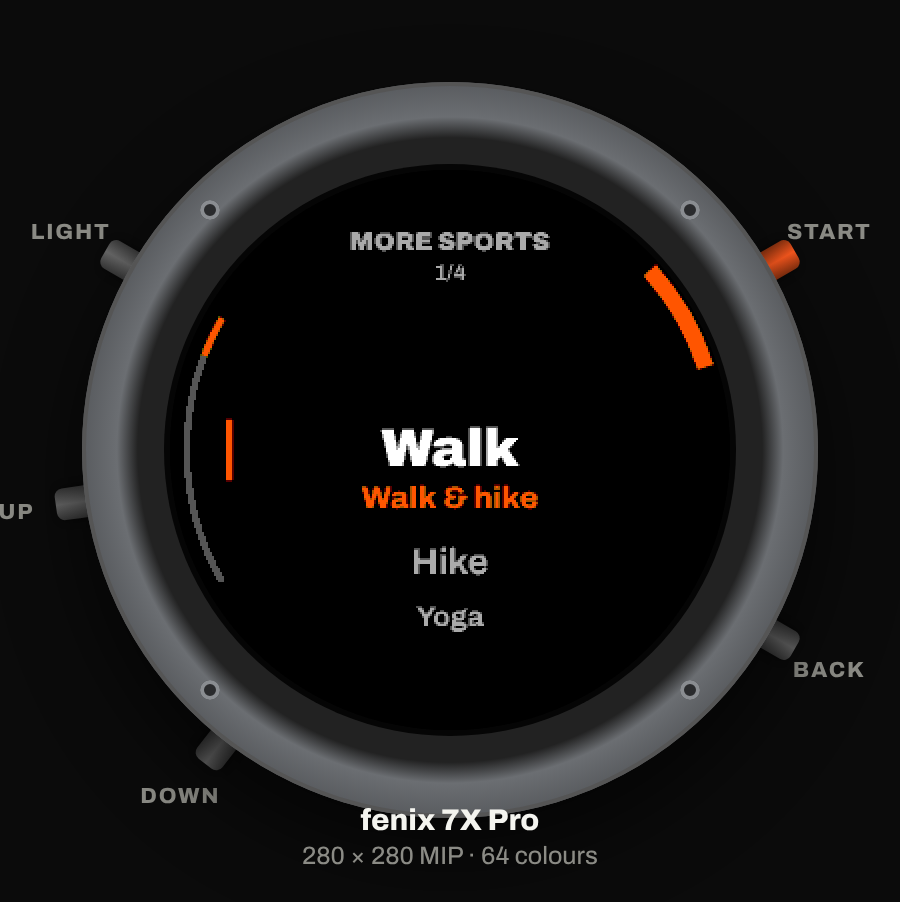 MORE SPORTS
1/4
LIGHT
START
Walk
Walk & hike
UP
Hike
Yoga
BACK
DOWN
fenix 7X Pro
280 × 280 MIP · 64 colours